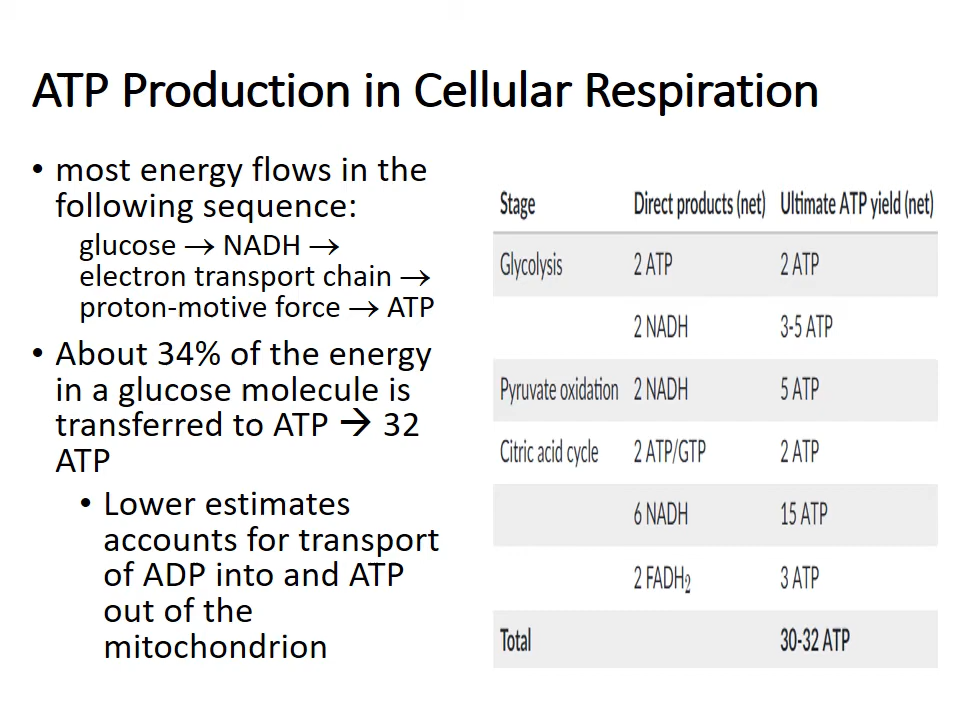 ATP Production in Cellular Respiration
• most energy flows in the
following sequence:
glucose → NADH →
electron transport chain →
proton-motive force → ATP
• About 34% of the energy
in a glucose molecule is
transferred to ATP → 32
ATP
• Lower estimates
accounts for transport
of ADP into and ATP
out of the
mitochondrion
Stage Direct products (net) Ultimate ATP yield (net)
Glycolysis 2 ATP 2 ATP
2 NADH 3-5 ATP
Pyruvate oxidation 2 NADH 5 ATP
Citric acid cycle 2 ATP/GTP 2 ATP
6 NADH 15 ATP
2 FADH₂ 3 ATP
Total 30-32 ATP